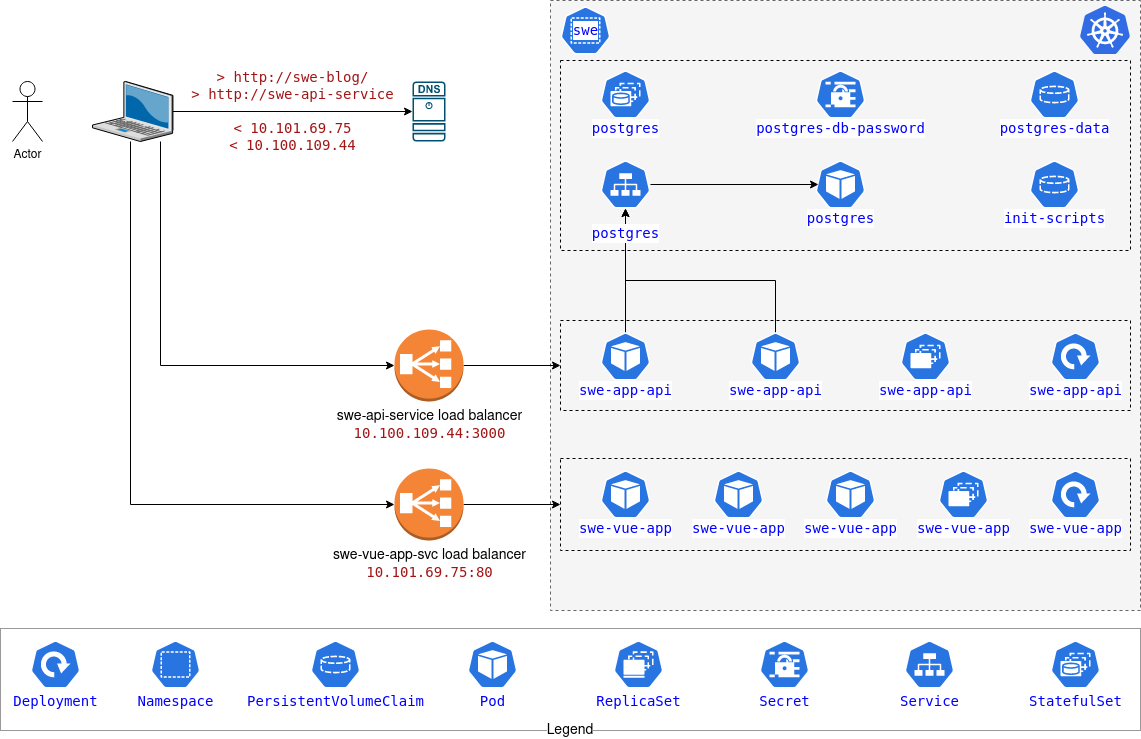 swe
> http://swe-blog/
> http://swe-api-service
DNS
< 10.101.69.75
< 10.100.109.44
Actor
postgres
postgres-db-password
postgres-data
postgres
postgres
init-scripts
swe-app-api
swe-app-api
swe-app-api
swe-app-api
swe-api-service load balancer
10.100.109.44:3000
swe-vue-app
swe-vue-app
swe-vue-app
swe-vue-app
swe-vue-app
swe-vue-app-svc load balancer
10.101.69.75:80
Deployment
Namespace
PersistentVolumeClaim
Pod
ReplicaSet
Secret
Service
StatefulSet
Legend